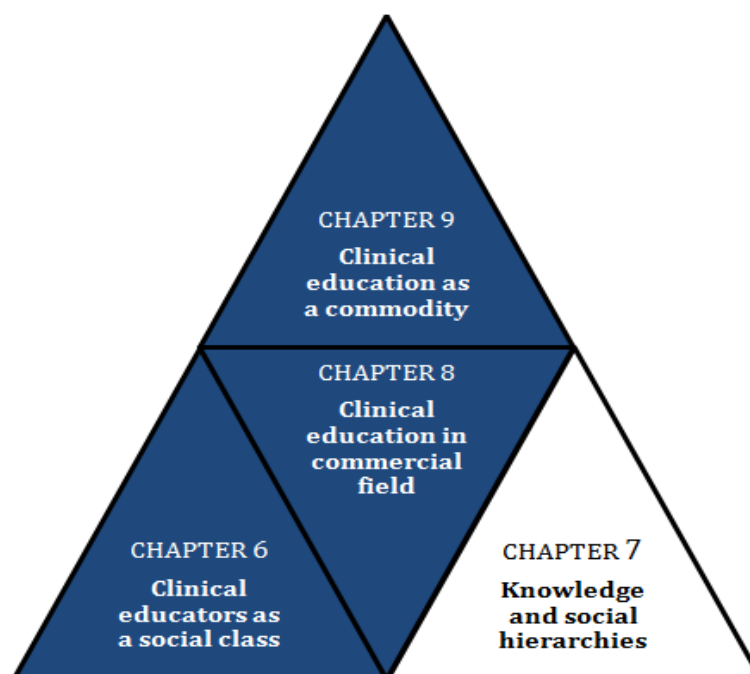 CHAPTER 9
Clinical
education as
a commodity
CHAPTER 8
Clinical
education in
commercial
field
CHAPTER 6
Clinical
educators as
a social class
CHAPTER 7
Knowledge
and social
hierarchies